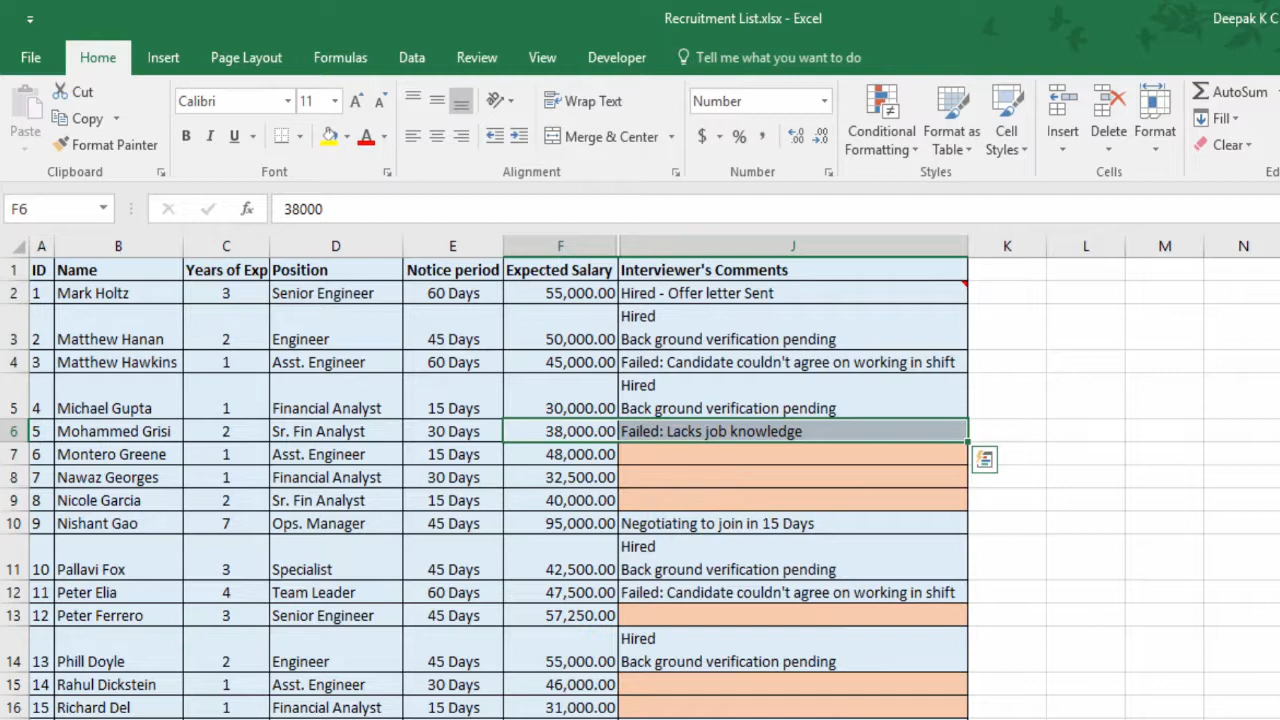 Recruitment List.xlsx - Excel
Deepak K C
File Home Insert Page Layout Formulas Data Review View Developer Tell me what you want to do
Paste
Cut
Copy
Format Painter
Clipboard
Calibri 11
B I U A
Font
Wrap Text
Merge & Center
Alignment
Number
$ % ,
Number
Conditional Formatting
Format as Table
Cell Styles
Styles
Insert Delete Format
Cells
AutoSum
Fill
Clear
F6 fx 38000
A B C D E F J K L M N
1 ID Name Years of Exp Position Notice period Expected Salary Interviewer's Comments
2 1 Mark Holtz 3 Senior Engineer 60 Days 55,000.00 Hired - Offer letter Sent
Hired
3 2 Matthew Hanan 2 Engineer 45 Days 50,000.00 Back ground verification pending
4 3 Matthew Hawkins 1 Asst. Engineer 60 Days 45,000.00 Failed: Candidate couldn't agree on working in shift
Hired
5 4 Michael Gupta 1 Financial Analyst 15 Days 30,000.00 Back ground verification pending
6 5 Mohammed Grisi 2 Sr. Fin Analyst 30 Days 38,000.00 Failed: Lacks job knowledge
7 6 Montero Greene 1 Asst. Engineer 15 Days 48,000.00
8 7 Nawaz Georges 1 Financial Analyst 30 Days 32,500.00
9 8 Nicole Garcia 2 Sr. Fin Analyst 15 Days 40,000.00
10 9 Nishant Gao 7 Ops. Manager 45 Days 95,000.00 Negotiating to join in 15 Days
Hired
11 10 Pallavi Fox 3 Specialist 45 Days 42,500.00 Back ground verification pending
12 11 Peter Elia 4 Team Leader 60 Days 47,500.00 Failed: Candidate couldn't agree on working in shift
13 12 Peter Ferrero 3 Senior Engineer 45 Days 57,250.00
Hired
14 13 Phill Doyle 2 Engineer 45 Days 55,000.00 Back ground verification pending
15 14 Rahul Dickstein 1 Asst. Engineer 30 Days 46,000.00
16 15 Richard Del 1 Financial Analyst 15 Days 31,000.00